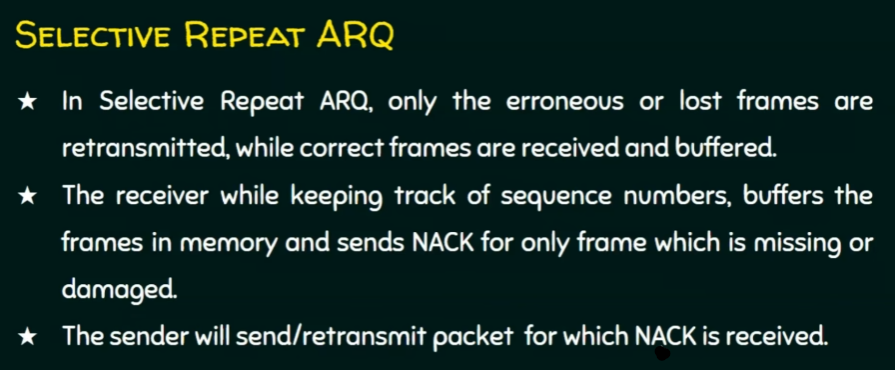 SELECTIVE REPEAT ARQ
★ In Selective Repeat ARQ, only the erroneous or lost frames are
retransmitted, while correct frames are received and buffered.
★ The receiver while keeping track of sequence numbers, buffers the
frames in memory and sends NACK for only frame which is missing or
damaged.
★ The sender will send/retransmit packet for which NACK is received.